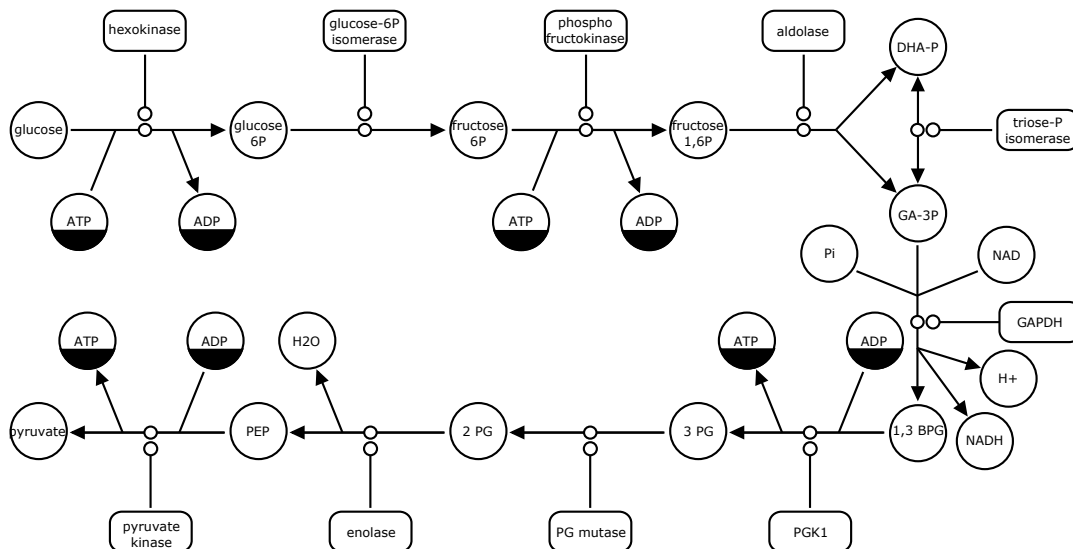 hexokinase
glucose-6P
isomerase
phospho
fructokinase
aldolase
DHA-P
glucose
glucose
6P
fructose
6P
fructose
1,6P
triose-P
isomerase
ATP
ADP
ATP
ADP
GA-3P
Pi
NAD
GAPDH
ATP
ADP
H2O
ATP
ADP
H+
pyruvate
PEP
2 PG
3 PG
1,3 BPG
NADH
pyruvate
kinase
enolase
PG mutase
PGK1